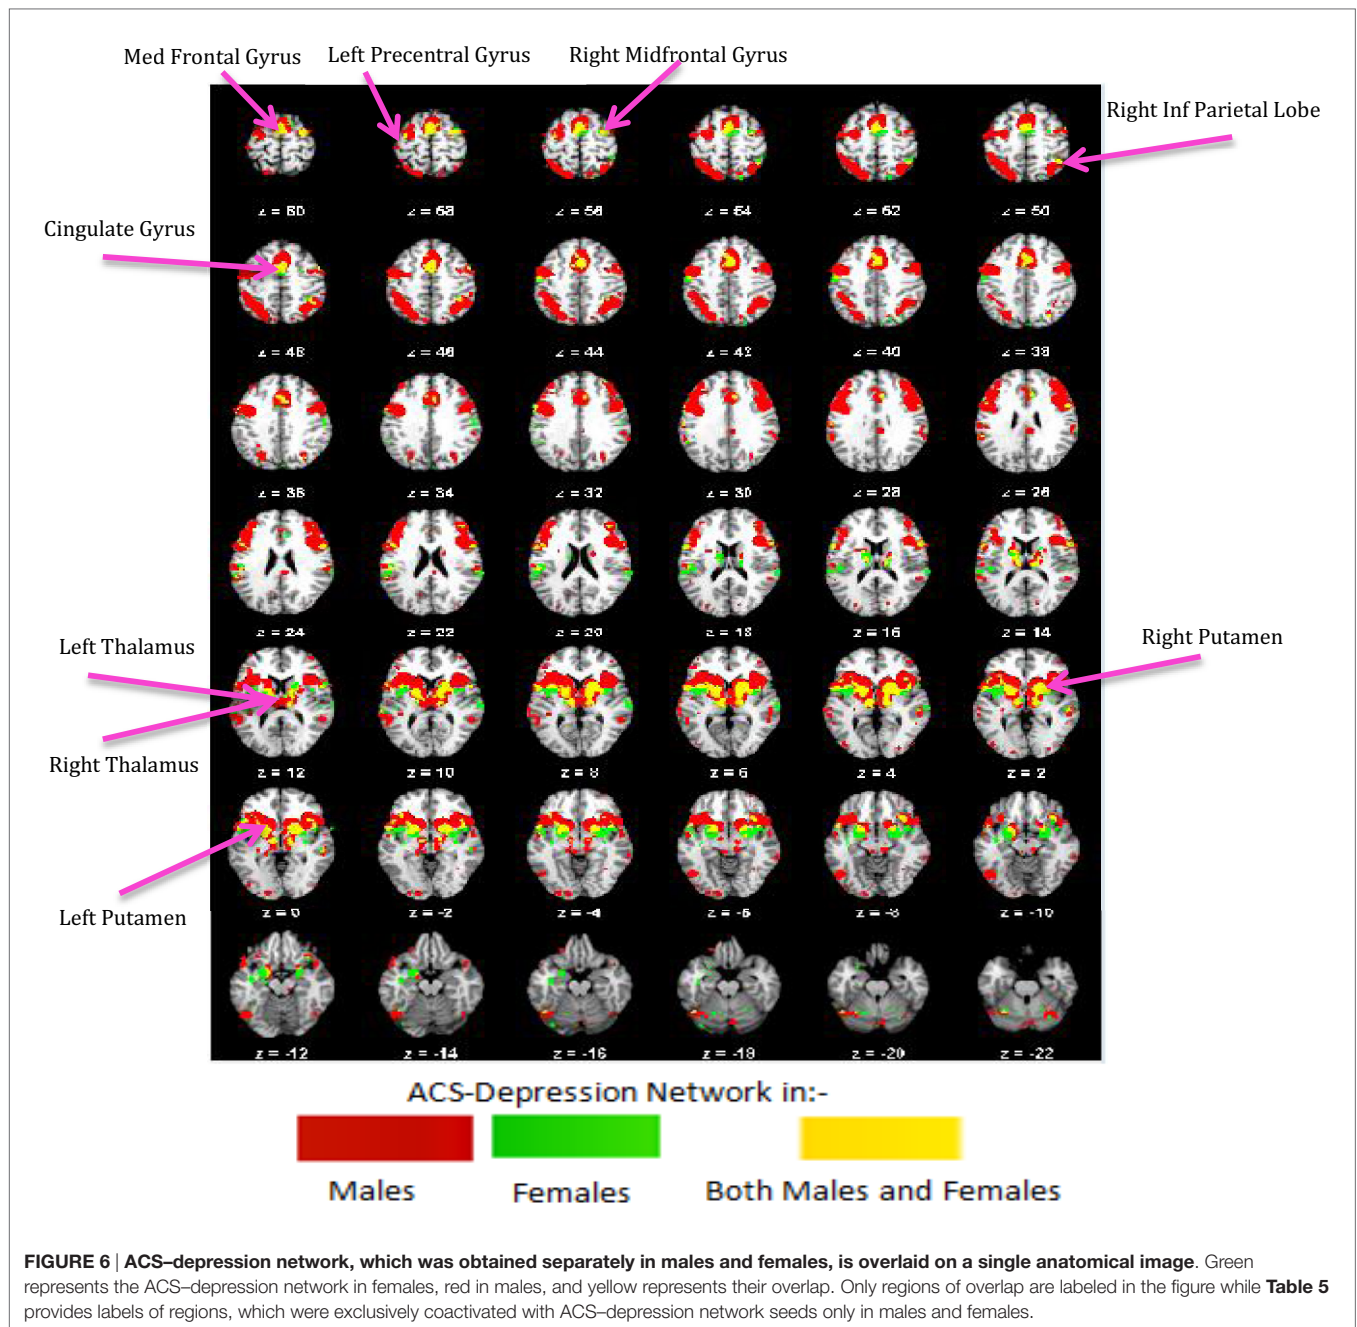 Med Frontal Gyrus Left Precentral Gyrus Right Midfrontal Gyrus
Right Inf Parietal Lobe
z = 60 z = 58 z = 56 z = 54 z = 52 z = 50
Cingulate Gyrus
z = 48 z = 46 z = 44 z = 42 z = 40 z = 38
z = 36 z = 34 z = 32 z = 30 z = 28 z = 26
z = 24 z = 22 z = 20 z = 18 z = 16 z = 14
Left Thalamus
Right Putamen
Right Thalamus
z = 12 z = 10 z = 8 z = 6 z = 4 z = 2
Left Putamen
z = 0 z = -2 z = -4 z = -6 z = -8 z = -10
z = -12 z = -14 z = -16 z = -18 z = -20 z = -22
ACS-Depression Network in:-
Males Females Both Males and Females
FIGURE 6 | ACS–depression network, which was obtained separately in males and females, is overlaid on a single anatomical image. Green
represents the ACS–depression network in females, red in males, and yellow represents their overlap. Only regions of overlap are labeled in the figure while Table 5
provides labels of regions, which were exclusively coactivated with ACS–depression network seeds only in males and females.